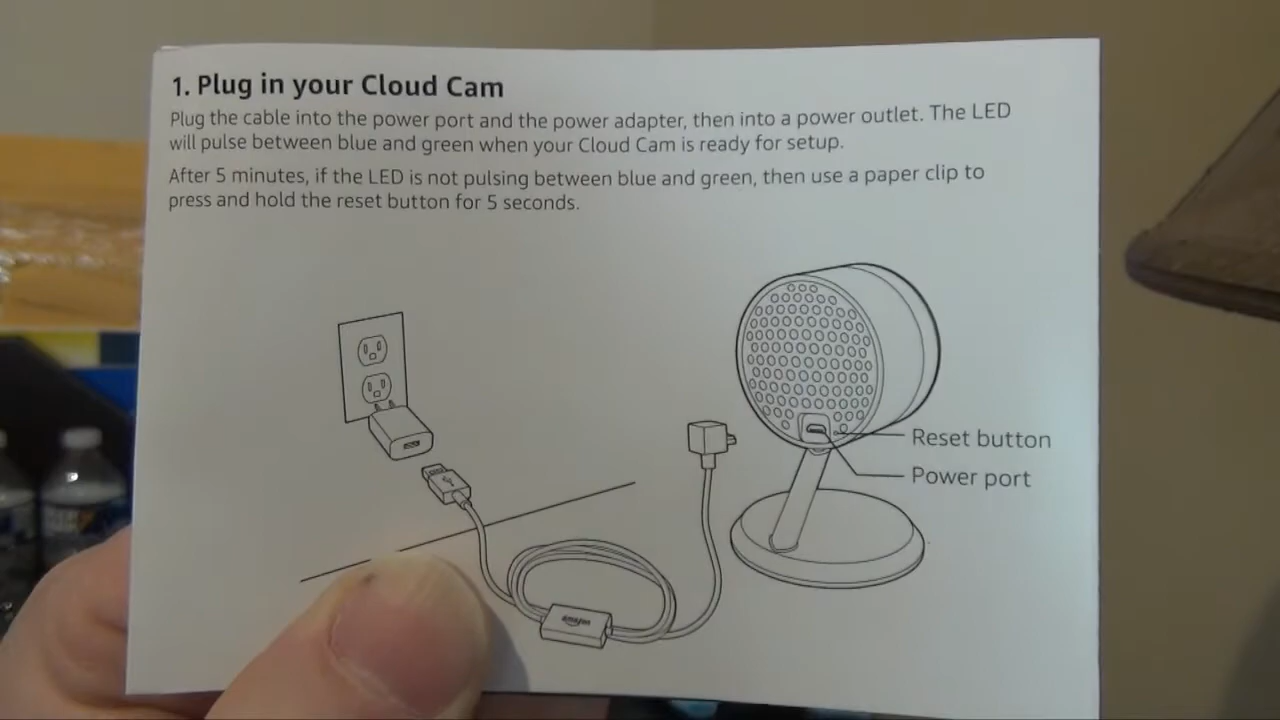 1. Plug in your Cloud Cam
Plug the cable into the power port and the power adapter, then into a power outlet. The LED
will pulse between blue and green when your Cloud Cam is ready for setup.
After 5 minutes, if the LED is not pulsing between blue and green, then use a paper clip to
press and hold the reset button for 5 seconds.
Reset button
Power port
amazon